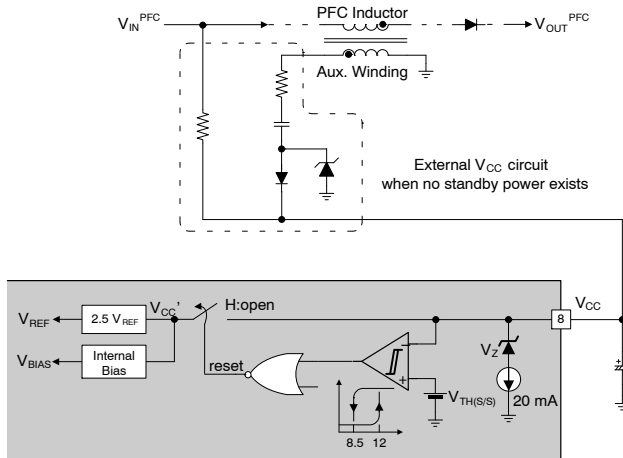 PFC Inductor
V_IN^PFC
V_OUT^PFC
Aux. Winding
External V_CC circuit
when no standby power exists
H:open
V_CC'
V_CC
8
V_REF
2.5 V_REF
V_BIAS
Internal
Bias
reset
V_Z
V_TH(S/S)
20 mA
8.5 12
+
-
+